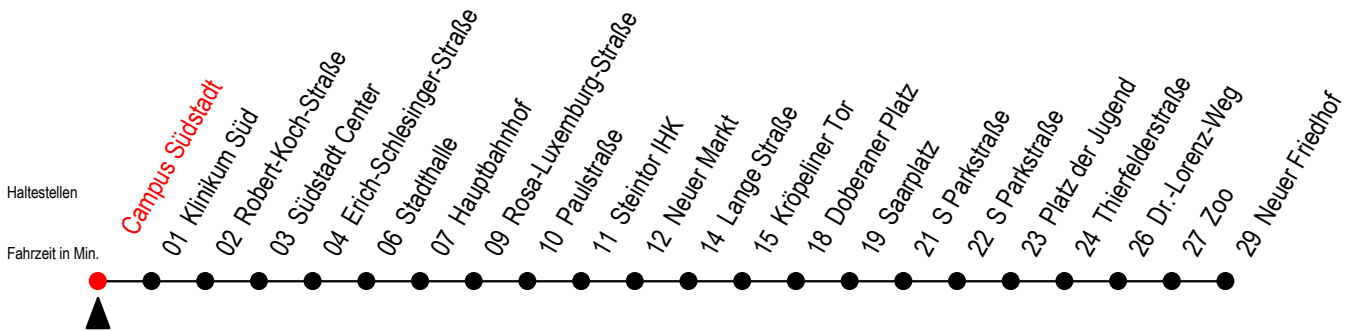 Haltestellen
Fahrzeit in Min.
Campus Südstadt
01 Klinikum Süd
02 Robert-Koch-Straße
03 Südstadt Center
04 Erich-Schlesinger-Straße
06 Stadthalle
07 Hauptbahnhof
09 Rosa-Luxemburg-Straße
10 Paulstraße
11 Steintor IHK
12 Neuer Markt
14 Lange Straße
15 Kröpeliner Tor
18 Doberaner Platz
19 Saarplatz
21 S Parkstraße
22 S Parkstraße
23 Platz der Jugend
24 Thierfelderstraße
26 Dr.-Lorenz-Weg
27 Zoo
29 Neuer Friedhof